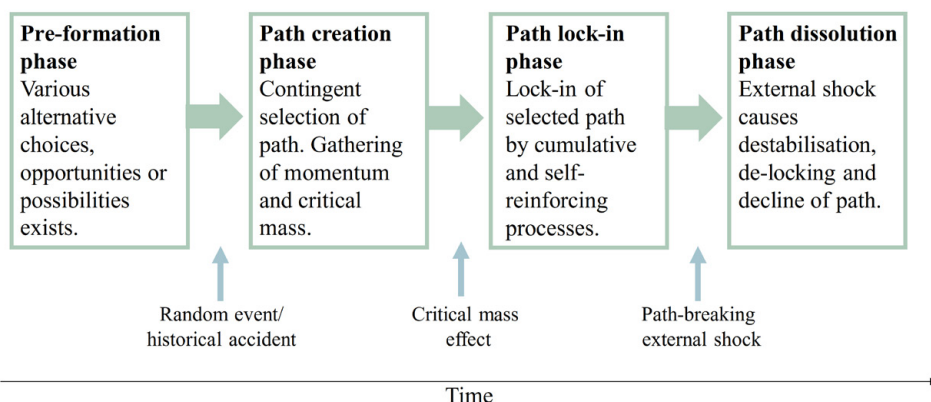 Pre-formation
phase
Various
alternative
choices,
opportunities or
possibilities
exists.
Path creation
phase
Contingent
selection of
path. Gathering
of momentum
and critical
mass.
Path lock-in
phase
Lock-in of
selected path
by cumulative
and self-
reinforcing
processes.
Path dissolution
phase
External shock
causes
destabilisation,
de-locking and
decline of path.
Random event/
historical accident
Critical mass
effect
Path-breaking
external shock
Time